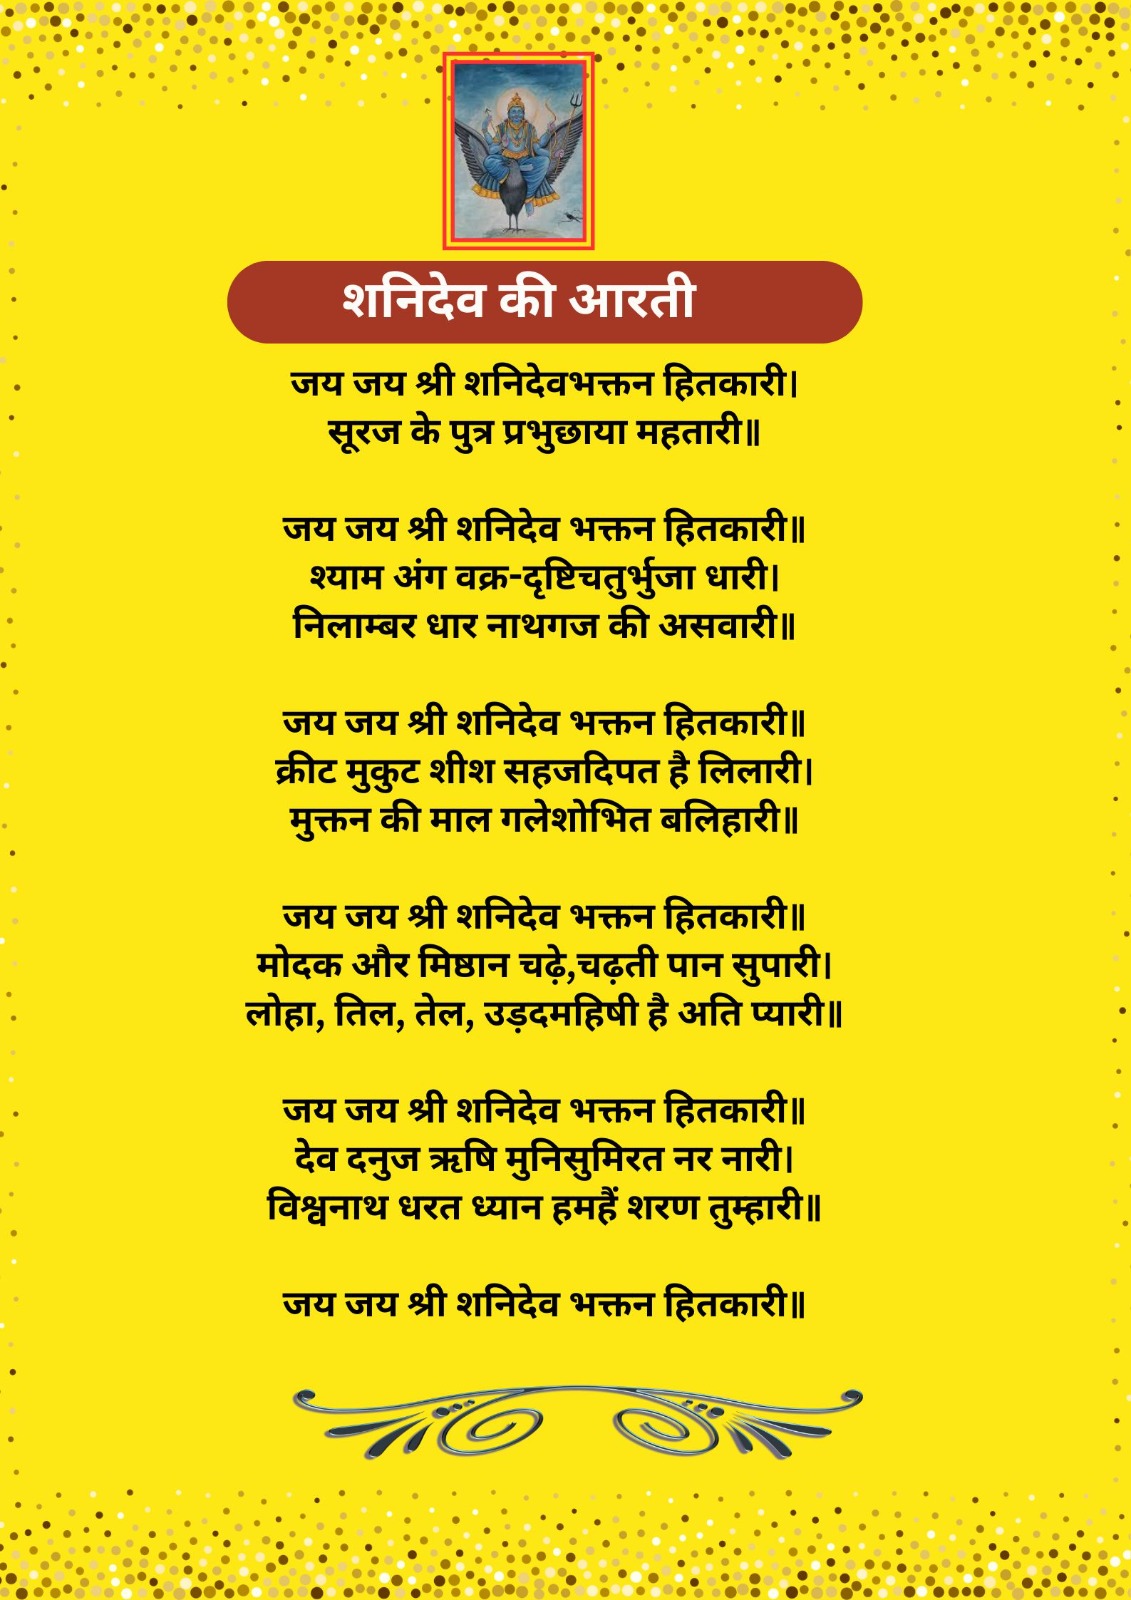 शनिदेव की आरती
जय जय श्री शनिदेवभक्तन हितकारी।
सूरज के पुत्र प्रभुछाया महतारी॥
जय जय श्री शनिदेव भक्तन हितकारी॥
श्याम अंग वक्र-दृष्टिचतुर्भुजा धारी।
निलाम्बर धार नाथगज की असवारी॥
जय जय श्री शनिदेव भक्तन हितकारी॥
क्रीट मुकुट शीश सहजदिपत है लिलारी।
मुक्तन की माल गलेशोभित बलिहारी॥
जय जय श्री शनिदेव भक्तन हितकारी॥
मोदक और मिष्ठान चढ़े,चढ़ती पान सुपारी।
लोहा, तिल, तेल, उड़दमहिषी है अति प्यारी॥
जय जय श्री शनिदेव भक्तन हितकारी॥
देव दनुज ऋषि मुनिसुमिरत नर नारी।
विश्वनाथ धरत ध्यान हमहैं शरण तुम्हारी॥
जय जय श्री शनिदेव भक्तन हितकारी॥